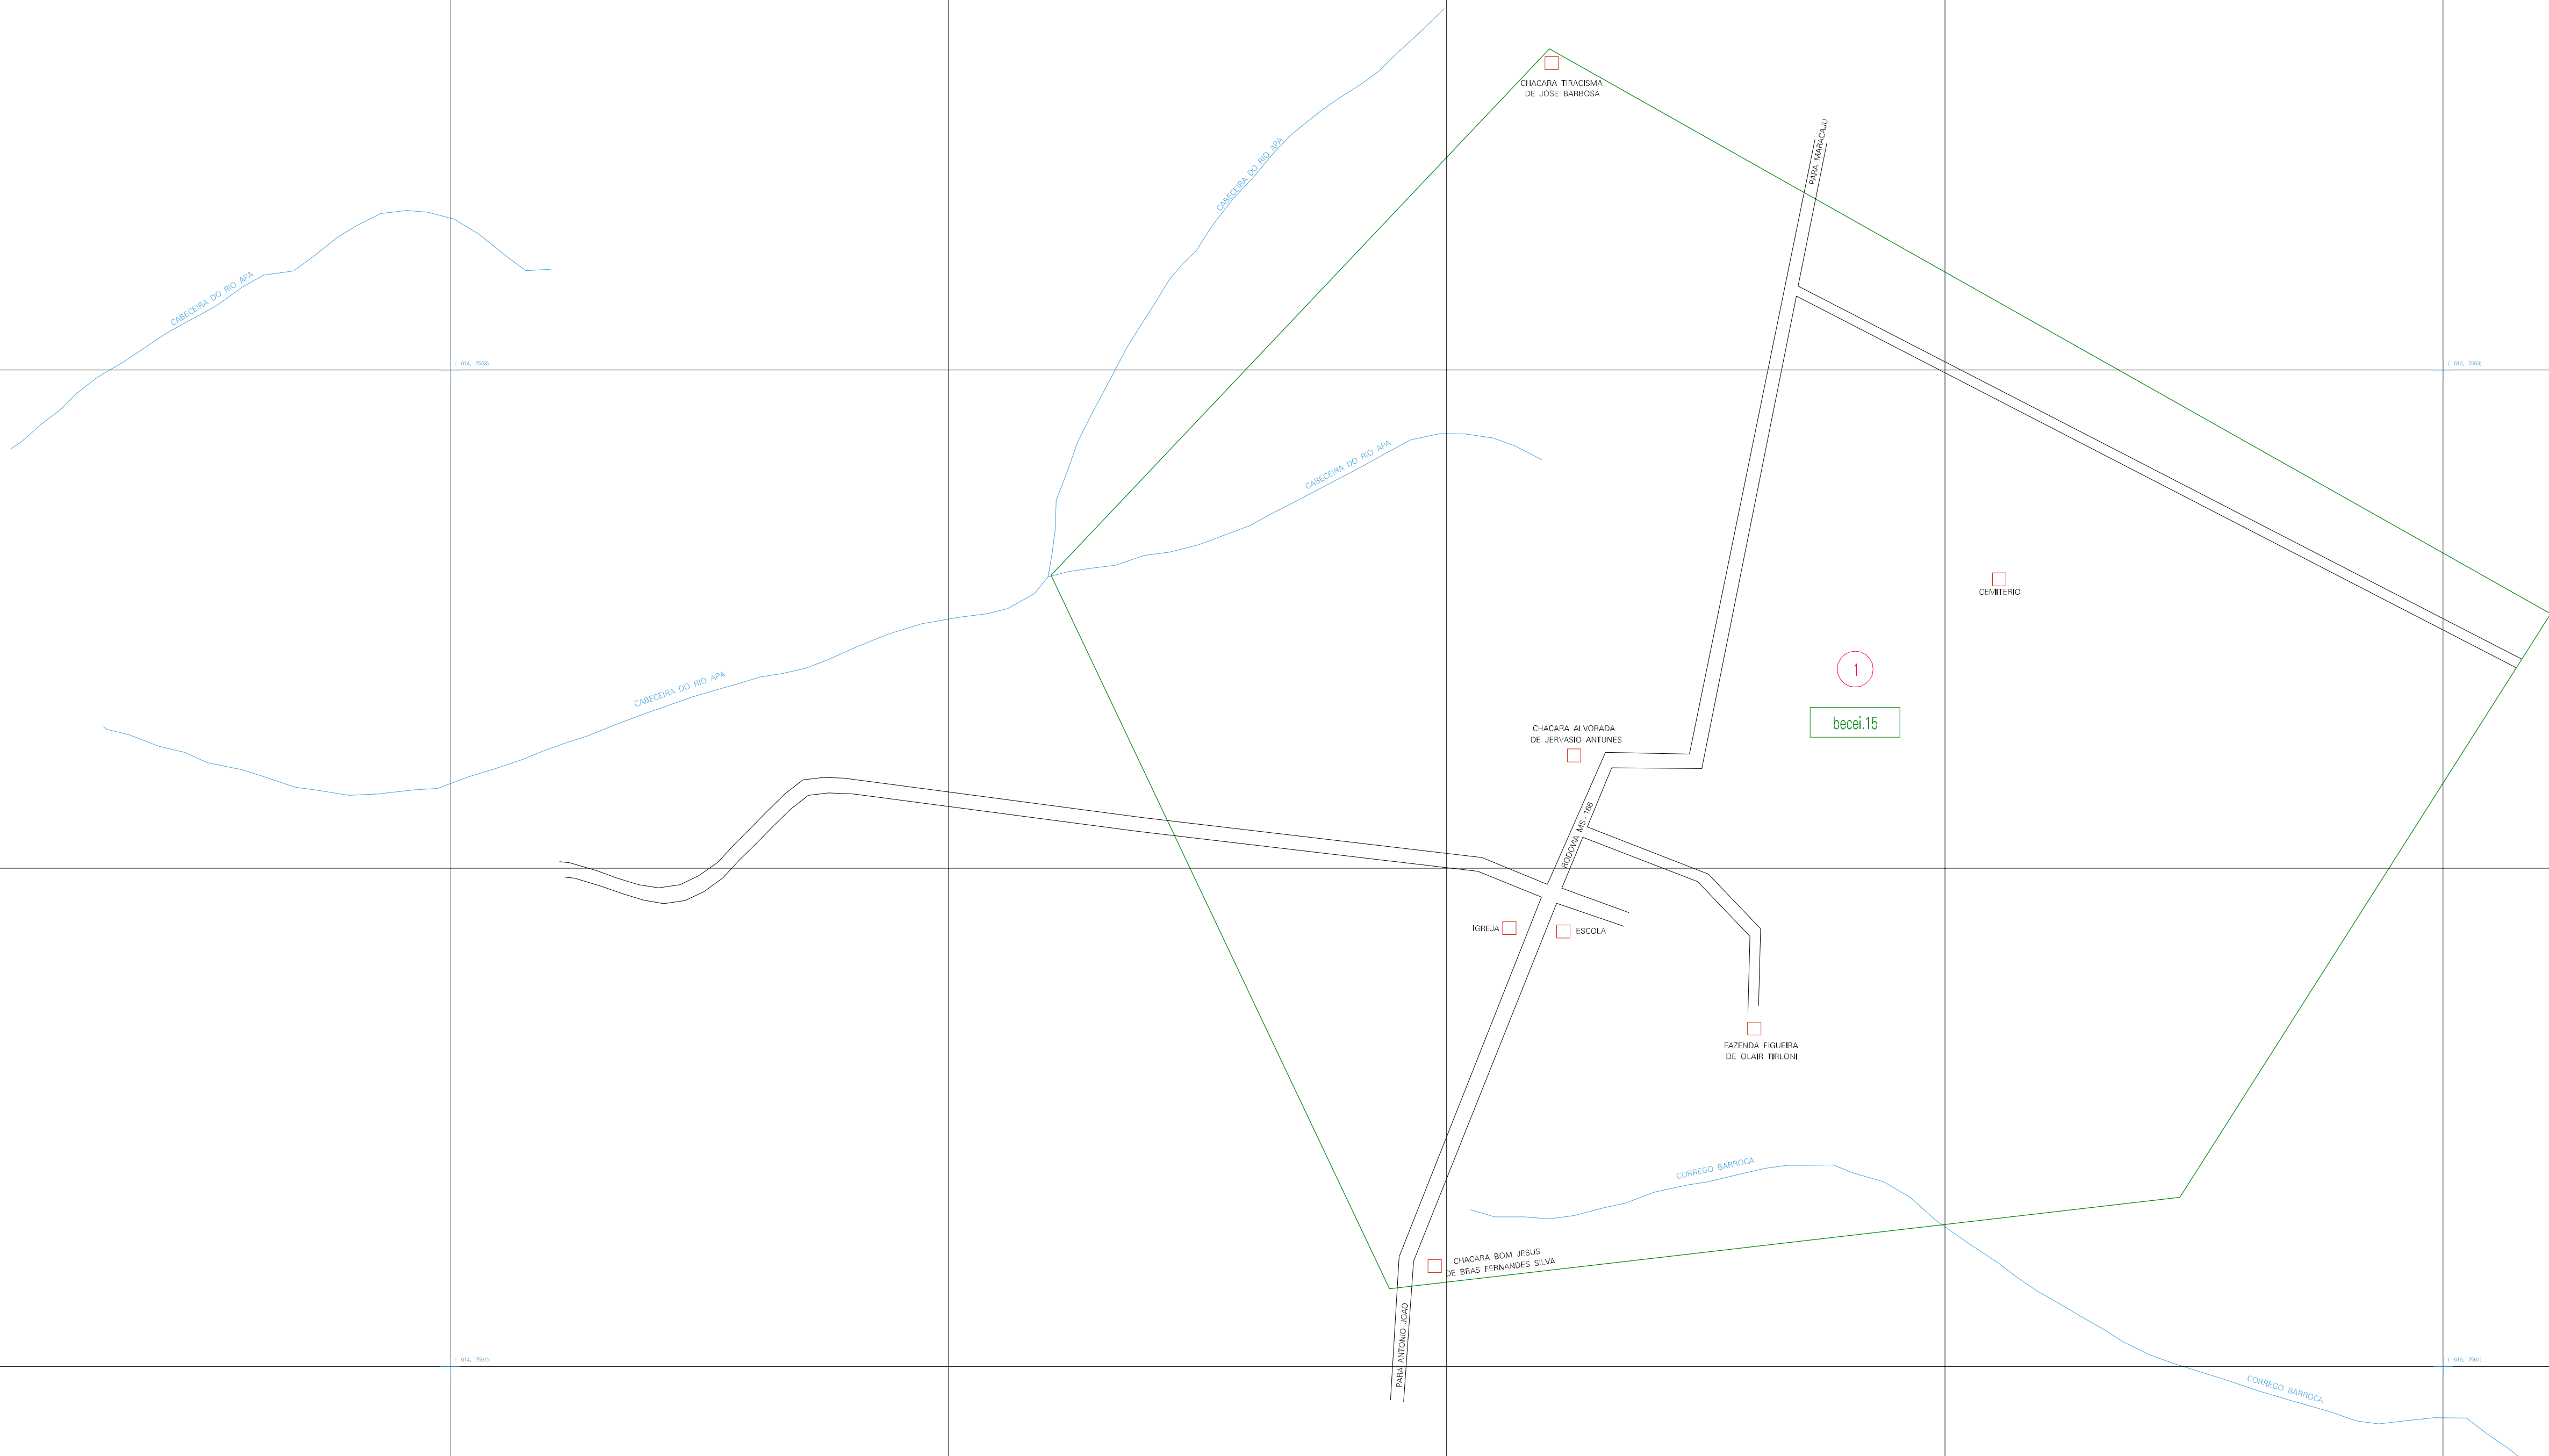 CHACARA TIRACISMA
DE JOSE BARBOSA
PARA MARACAJU
CABECEIRA DO RIO APA
CABECEIRA DO RIO APA
CABECEIRA DO RIO APA
CEMITERIO
1
CABECEIRA DO RIO APA
becei.15
CHACARA ALVORADA
DE JERVASIO ANTUNES
RODOVIA MS - 166
IGREJA
ESCOLA
FAZENDA FIGUEIRA
DE OLAIR TIRLONI
CORREGO BARROCA
CHACARA BOM JESUS
DE BRAS FERNANDES SILVA
PARA ANTONIO JOAO
CORREGO BARROCA